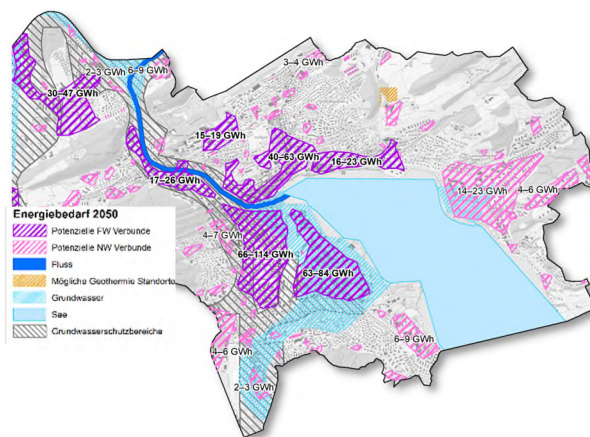 3–4 GWh
2–3 GWh
6–9 GWh
30–47 GWh
15–19 GWh
40–63 GWh
16–23 GWh
17–26 GWh
14–23 GWh
4–6 GWh
Energiebedarf 2050
Potenzielle FW Verbunde
Potenzielle NW Verbunde
Fluss
Mögliche Geothermie Standorte
Grundwasser
See
Grundwasserschutzbereiche
4–7 GWh
66–114 GWh
63–84 GWh
4–6 GWh
6–9 GWh
2–3 GWh